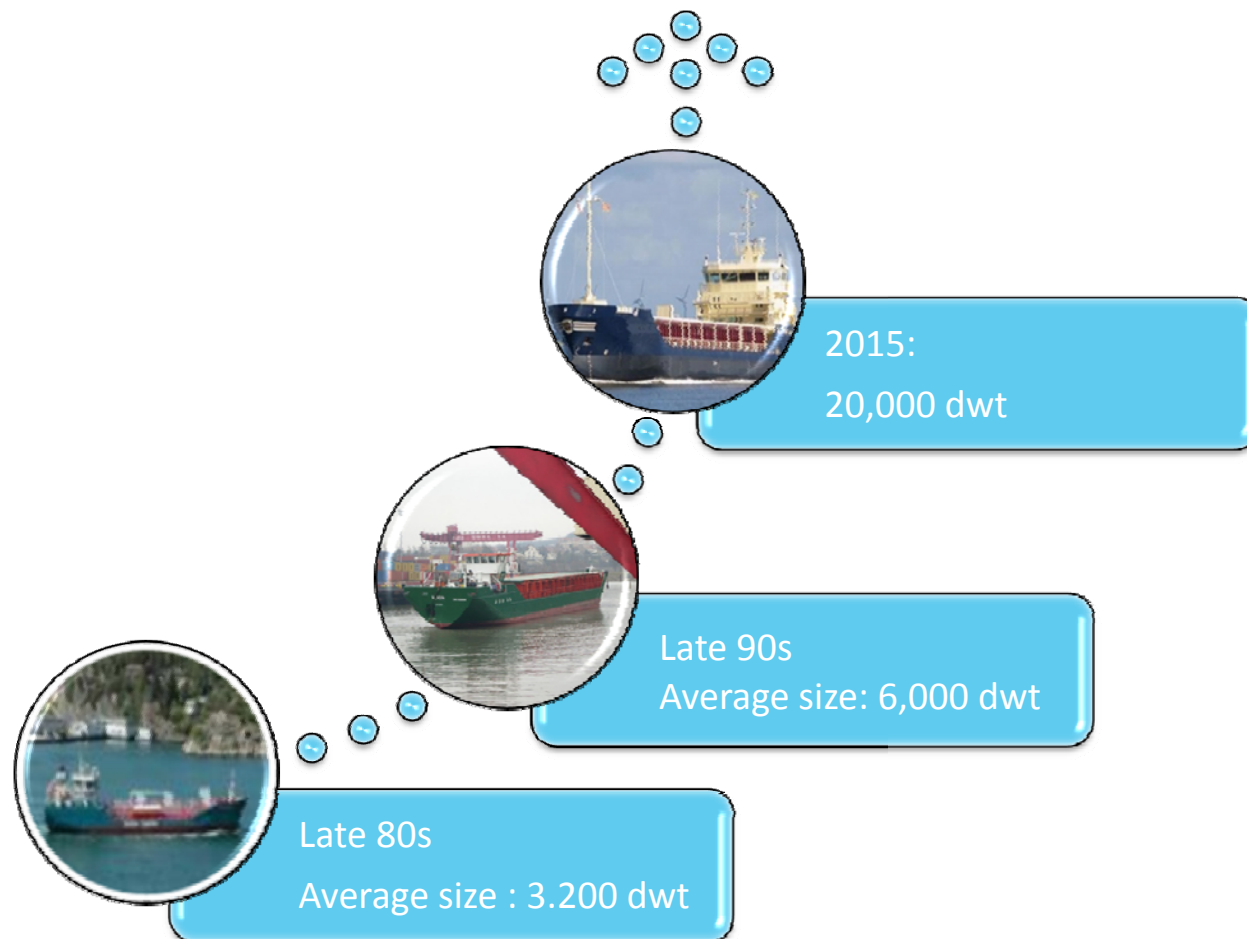 2015:
20,000 dwt
Late 90s
Average size: 6,000 dwt
Late 80s
Average size : 3.200 dwt